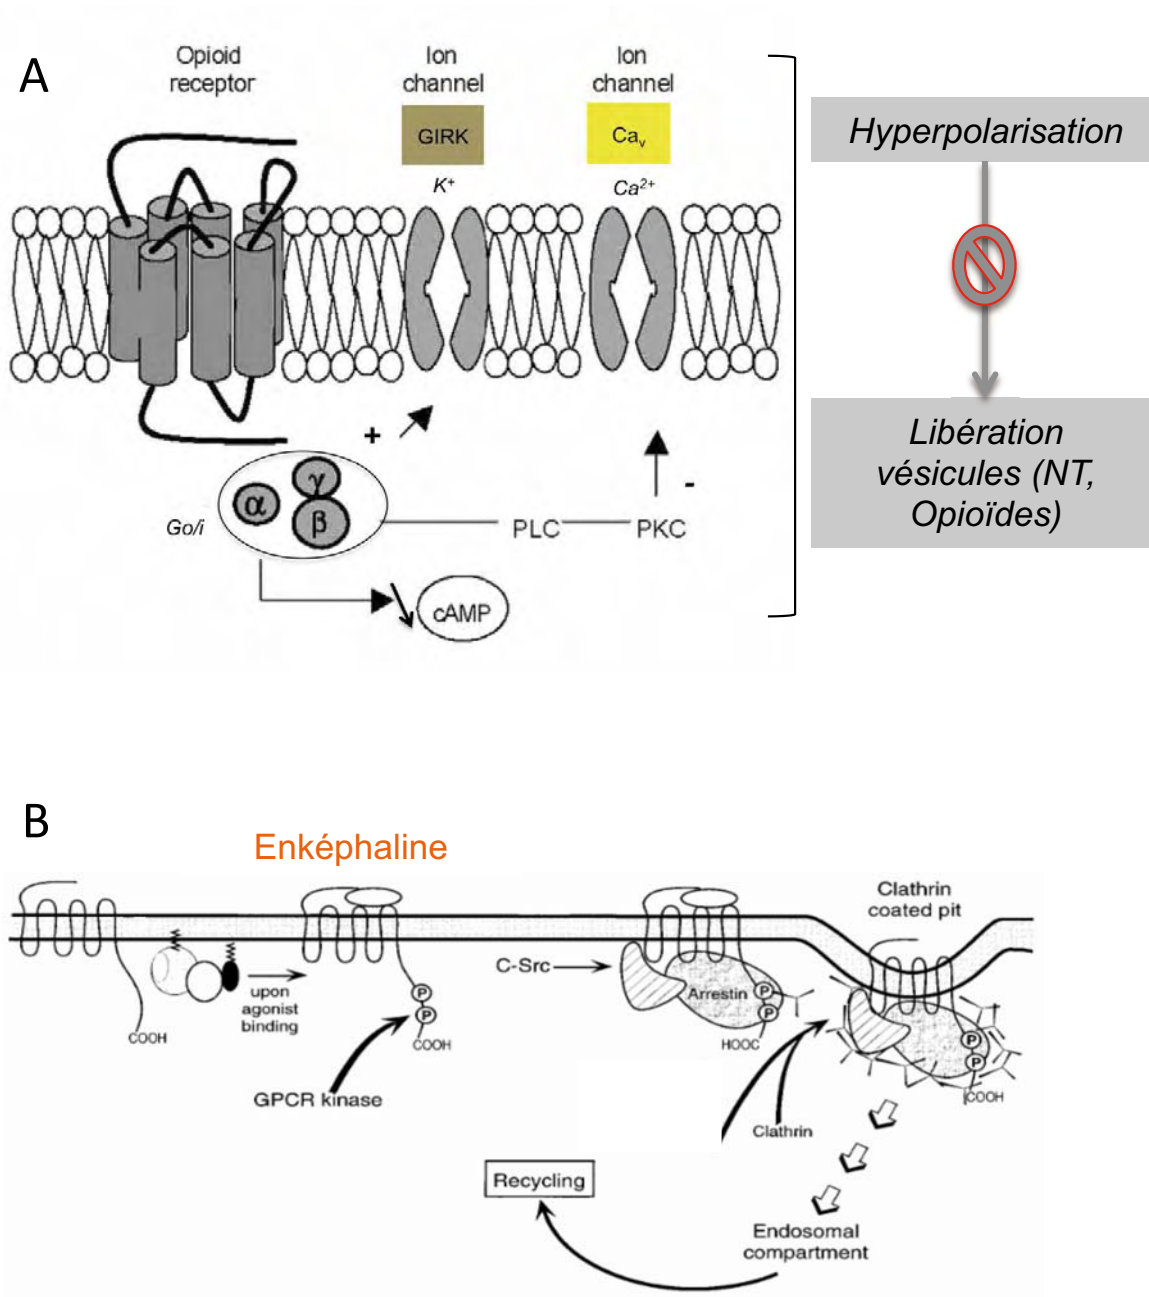 A
Opioid
receptor
Ion
channel
GIRK
K+
Ion
channel
Cav
Ca2+
Hyperpolarisation
Libération
vésicules (NT,
Opioïdes)
+
-
α
γ
β
Go/i
PLC
PKC
cAMP
B
Enképhaline
Clathrin
coated pit
upon
agonist
binding
COOH
P
P
COOH
GPCR kinase
C-Src
Arrestin
P
P
HOOC
P
P
COOH
Clathrin
Recycling
Endosomal
compartment